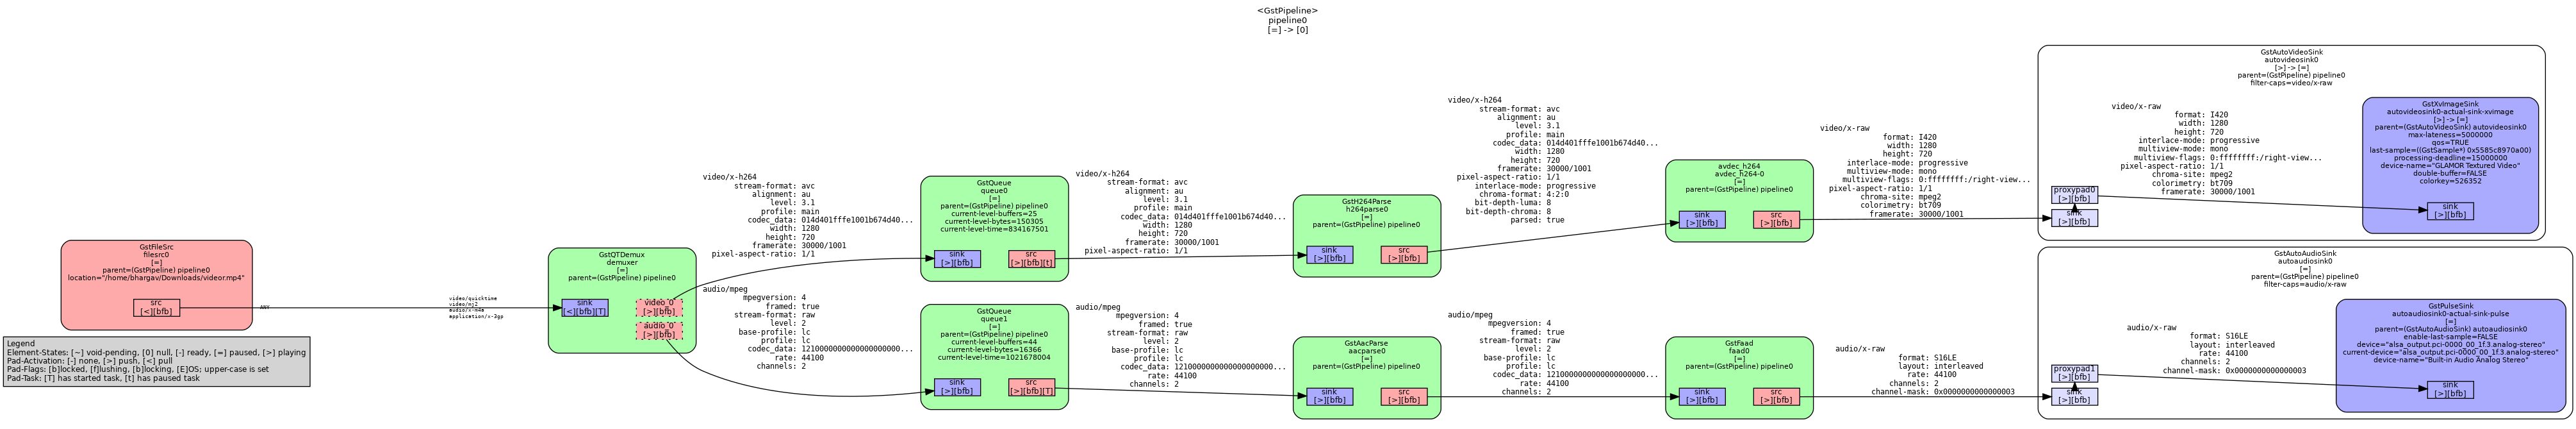 <GstPipeline>
pipeline0
[=] -> [0]
GstFileSrc
filesrc0
[=]
parent=(GstPipeline) pipeline0
location="/home/bhargav/Downloads/videor.mp4"
src
[<][bfb]
ANY
video/quicktime
video/mj2
audio/x-m4a
application/x-3gp
Legend
Element-States: [~] void-pending, [0] null, [-] ready, [=] paused, [>] playing
Pad-Activation: [-] none, [>] push, [<] pull
Pad-Flags: [b]locked, [f]lushing, [b]locking, [E]OS; upper-case is set
Pad-Task: [T] has started task, [t] has paused task
GstQTDemux
demuxer
[=]
parent=(GstPipeline) pipeline0
sink
[<][bfb][T]
video_0
[>][bfb]
audio_0
[>][bfb]
video/x-h264
stream-format: avc
alignment: au
level: 3.1
profile: main
codec_data: 014d401fffe1001b674d40...
width: 1280
height: 720
framerate: 30000/1001
pixel-aspect-ratio: 1/1
audio/mpeg
mpegversion: 4
framed: true
stream-format: raw
level: 2
base-profile: lc
profile: lc
codec_data: 1210000000000000000000...
rate: 44100
channels: 2
GstQueue
queue0
[=]
parent=(GstPipeline) pipeline0
current-level-buffers=25
current-level-bytes=150305
current-level-time=834167501
sink
[>][bfb]
src
[>][bfb][t]
GstQueue
queue1
[=]
parent=(GstPipeline) pipeline0
current-level-buffers=44
current-level-bytes=16366
current-level-time=1021678004
sink
[>][bfb]
src
[>][bfb][T]
video/x-h264
stream-format: avc
alignment: au
level: 3.1
profile: main
codec_data: 014d401fffe1001b674d40...
width: 1280
height: 720
framerate: 30000/1001
pixel-aspect-ratio: 1/1
audio/mpeg
mpegversion: 4
framed: true
stream-format: raw
level: 2
base-profile: lc
profile: lc
codec_data: 1210000000000000000000...
rate: 44100
channels: 2
GstH264Parse
h264parse0
[=]
parent=(GstPipeline) pipeline0
sink
[>][bfb]
src
[>][bfb]
GstAacParse
aacparse0
[=]
parent=(GstPipeline) pipeline0
sink
[>][bfb]
src
[>][bfb]
video/x-h264
stream-format: avc
alignment: au
level: 3.1
profile: main
codec_data: 014d401fffe1001b674d40...
width: 1280
height: 720
framerate: 30000/1001
pixel-aspect-ratio: 1/1
interlace-mode: progressive
chroma-format: 4:2:0
bit-depth-luma: 8
bit-depth-chroma: 8
parsed: true
audio/mpeg
mpegversion: 4
framed: true
stream-format: raw
level: 2
base-profile: lc
profile: lc
codec_data: 1210000000000000000000...
rate: 44100
channels: 2
avdec_h264
avdec_h264-0
[=]
parent=(GstPipeline) pipeline0
sink
[>][bfb]
src
[>][bfb]
GstFaad
faad0
[=]
parent=(GstPipeline) pipeline0
sink
[>][bfb]
src
[>][bfb]
video/x-raw
format: I420
width: 1280
height: 720
interlace-mode: progressive
multiview-mode: mono
multiview-flags: 0:ffffffff:/right-view...
pixel-aspect-ratio: 1/1
chroma-site: mpeg2
colorimetry: bt709
framerate: 30000/1001
audio/x-raw
format: S16LE
layout: interleaved
rate: 44100
channels: 2
channel-mask: 0x0000000000000003
GstAutoVideoSink
autovideosink0
[>] -> [=]
parent=(GstPipeline) pipeline0
filter-caps=video/x-raw
proxypad0
[>][bfb]
sink
[>][bfb]
video/x-raw
format: I420
width: 1280
height: 720
interlace-mode: progressive
multiview-mode: mono
multiview-flags: 0:ffffffff:/right-view...
pixel-aspect-ratio: 1/1
chroma-site: mpeg2
colorimetry: bt709
framerate: 30000/1001
GstXvImageSink
autovideosink0-actual-sink-xvimage
[>] -> [=]
parent=(GstAutoVideoSink) autovideosink0
max-lateness=5000000
qos=TRUE
last-sample=((GstSample*) 0x5585c8970a00)
processing-deadline=15000000
device-name="GLAMOR Textured Video"
double-buffer=FALSE
colorkey=526352
sink
[>][bfb]
GstAutoAudioSink
autoaudiosink0
[=]
parent=(GstPipeline) pipeline0
filter-caps=audio/x-raw
proxypad1
[>][bfb]
sink
[>][bfb]
audio/x-raw
format: S16LE
layout: interleaved
rate: 44100
channels: 2
channel-mask: 0x0000000000000003
GstPulseSink
autoaudiosink0-actual-sink-pulse
[=]
parent=(GstAutoAudioSink) autoaudiosink0
enable-last-sample=FALSE
device="alsa_output.pci-0000_00_1f.3.analog-stereo"
current-device="alsa_output.pci-0000_00_1f.3.analog-stereo"
device-name="Built-in Audio Analog Stereo"
sink
[>][bfb]